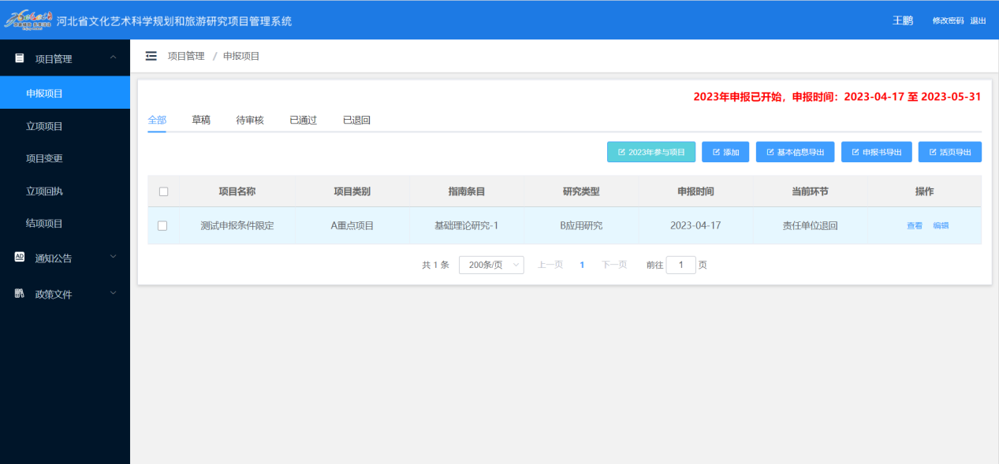 河北省文化艺术科学规划和旅游研究项目管理系统
王鹏 修改密码 退出
项目管理
申报项目
立项项目
项目变更
立项回执
结项项目
通知公告
政策文件
项目管理 / 申报项目
2023年申报已开始，申报时间：2023-04-17 至 2023-05-31
全部 草稿 待审核 已通过 已退回
2023年参与项目 添加 基本信息导出 申报书导出 活页导出
项目名称 项目类别 指南条目 研究类型 申报时间 当前环节 操作
测试申报条件限定 A重点项目 基础理论研究-1 B应用研究 2023-04-17 责任单位退回 查看 编辑
共 1 条 200条/页 上一页 1 下一页 前往 1 页